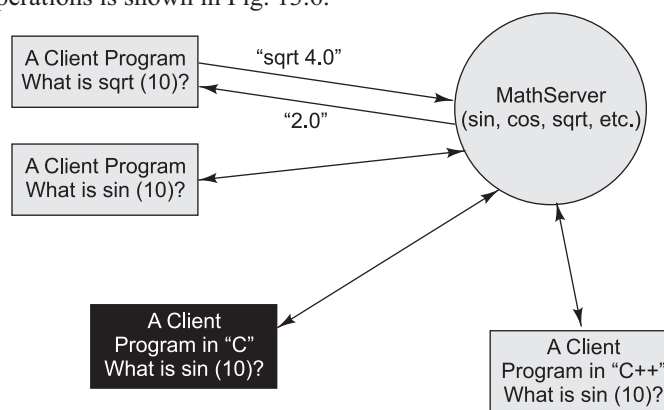 operations is shown in Fig. 13.6.
A Client Program
What is sqrt (10)?
“sqrt 4.0”
“2.0”
MathServer
(sin, cos, sqrt, etc.)
A Client Program
What is sin (10)?
A Client
Program in “C”
What is sin (10)?
A Client
Program in “C++”
What is sin (10)?